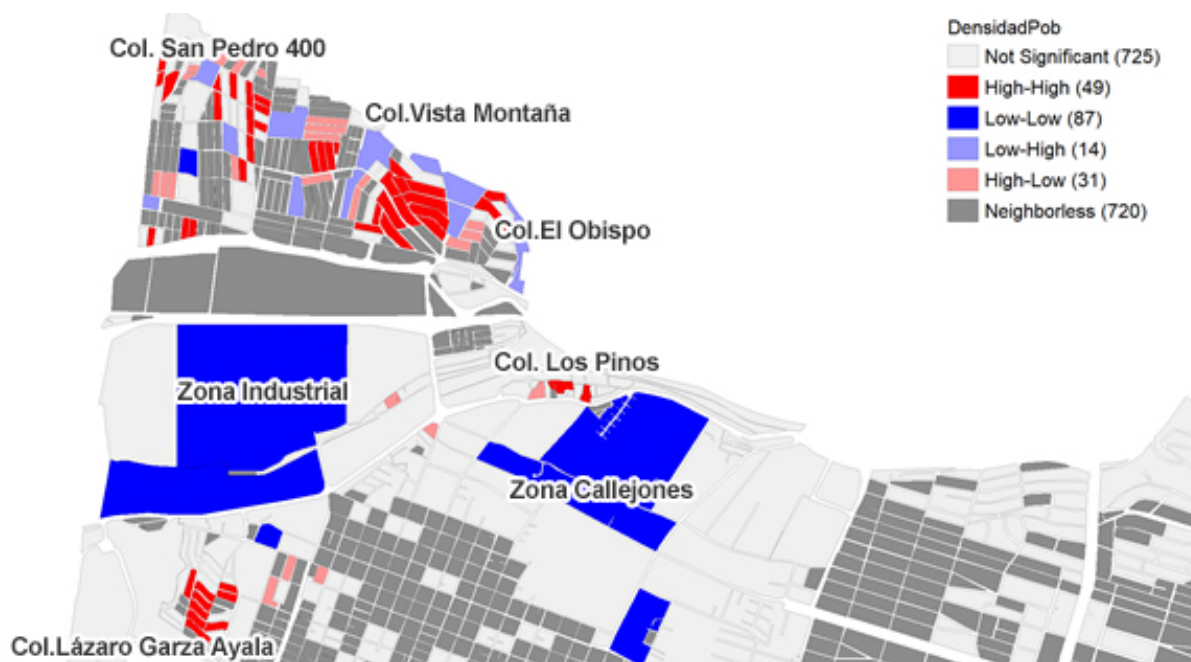 DensidadPob
Not Significant (725)
High-High (49)
Low-Low (87)
Low-High (14)
High-Low (31)
Neighborless (720)
Col. San Pedro 400
Col.Vista Montaña
Col.El Obispo
Col. Los Pinos
Zona Industrial
Zona Callejones
Col.Lázaro Garza Ayala